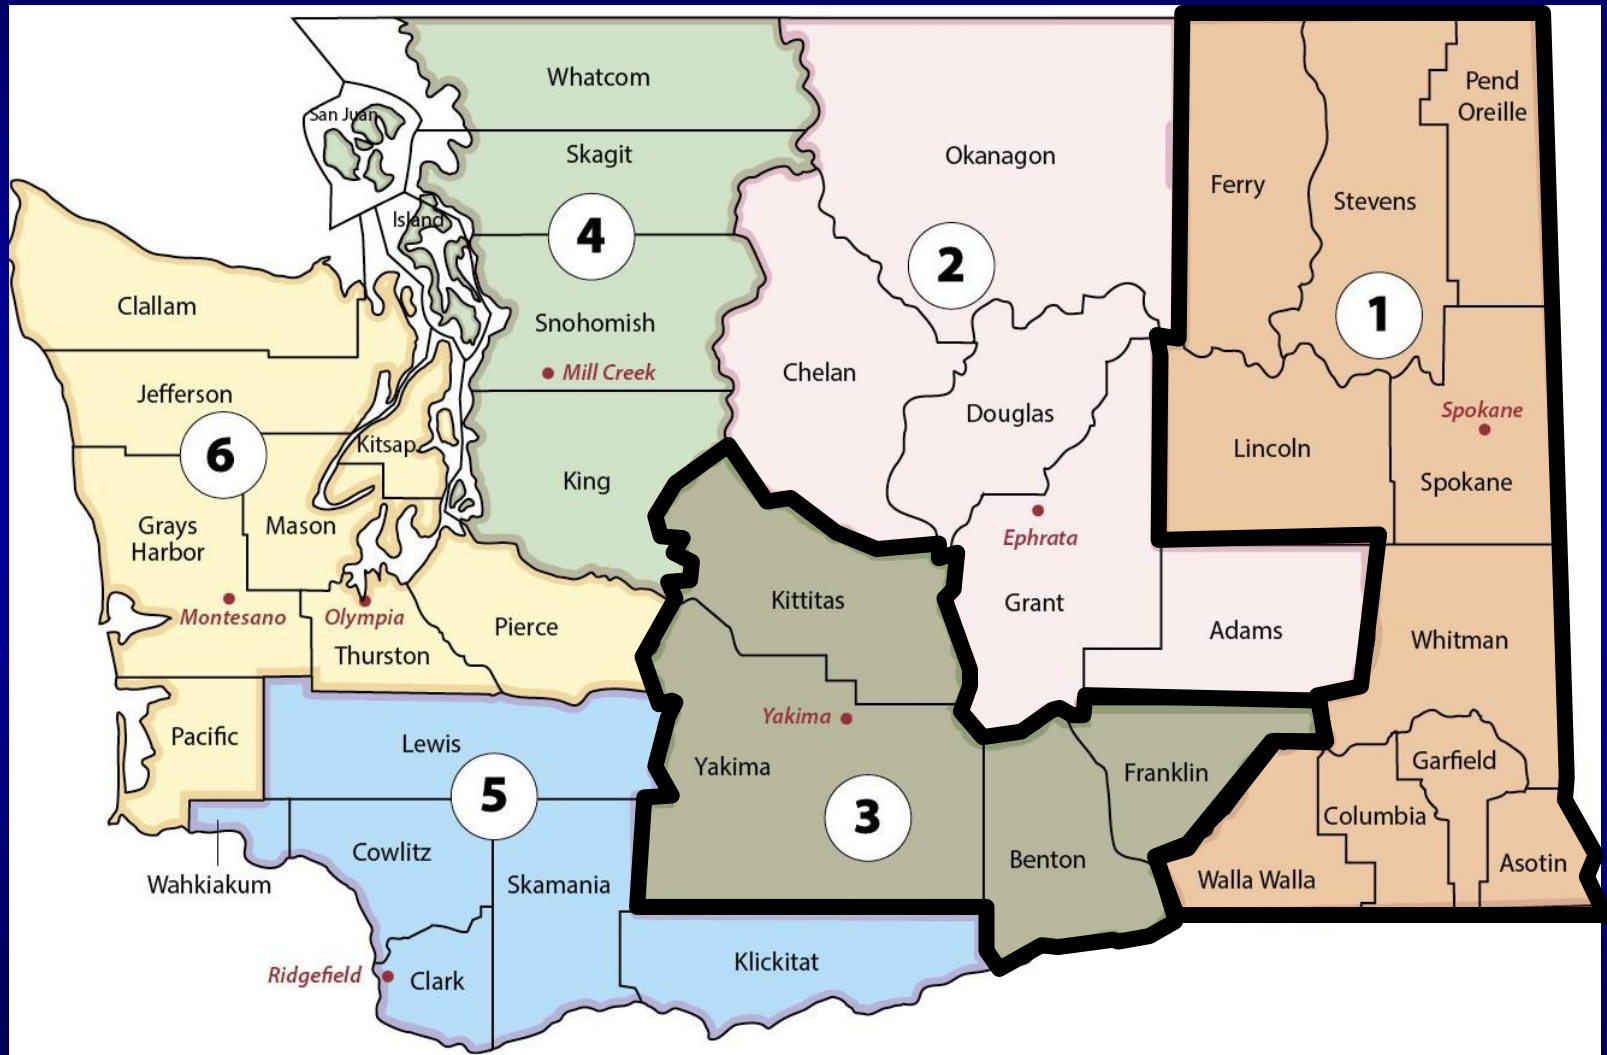 Whatcom
San Juan
Skagit
Island
4
Snohomish
Mill Creek
King
Okanagon
2
Chelan
Douglas
Ephrata
Grant
Adams
Ferry
Stevens
Pend
Oreille
1
Lincoln
Spokane
Spokane
Whitman
Garfield
Columbia
Asotin
Walla Walla
Clallam
Jefferson
6
Kitsap
Grays
Harbor
Mason
Montesano
Olympia
Thurston
Pierce
Pacific
Lewis
5
Wahkiakum
Cowlitz
Skamania
Ridgefield
Clark
Klickitat
Kittitas
Yakima
Yakima
3
Benton
Franklin